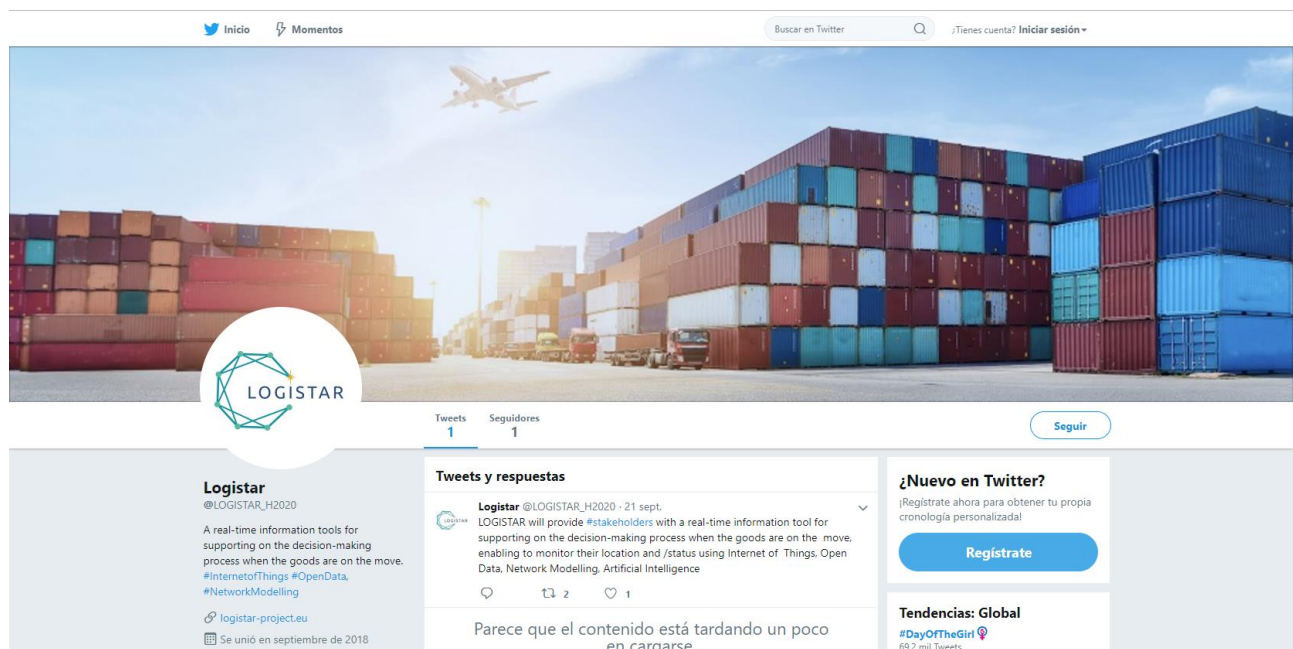 Inicio
Momentos
Buscar en Twitter
¿Tienes cuenta? Iniciar sesión
LOGISTAR
Tweets
1
Seguidores
1
Seguir
Logistar
@LOGISTAR_H2020
A real-time information tools for
supporting on the decision-making
process when the goods are on the move.
#InternetofThings #OpenData,
#NetworkModelling
logistar-project.eu
Se unió en septiembre de 2018
Tweets y respuestas
LOGISTAR
Logistar @LOGISTAR_H2020 · 21 sept.
LOGISTAR will provide #stakeholders with a real-time information tool for
supporting on the decision-making process when the goods are on the move,
enabling to monitor their location and /status using Internet of Things, Open
Data, Network Modelling, Artificial Intelligence
2
1
Parece que el contenido está tardando un poco
en cargarse
¿Nuevo en Twitter?
¡Regístrate ahora para obtener tu propia
cronología personalizada!
Regístrate
Tendencias: Global
#DayOfTheGirl
69,2 mil Tweets